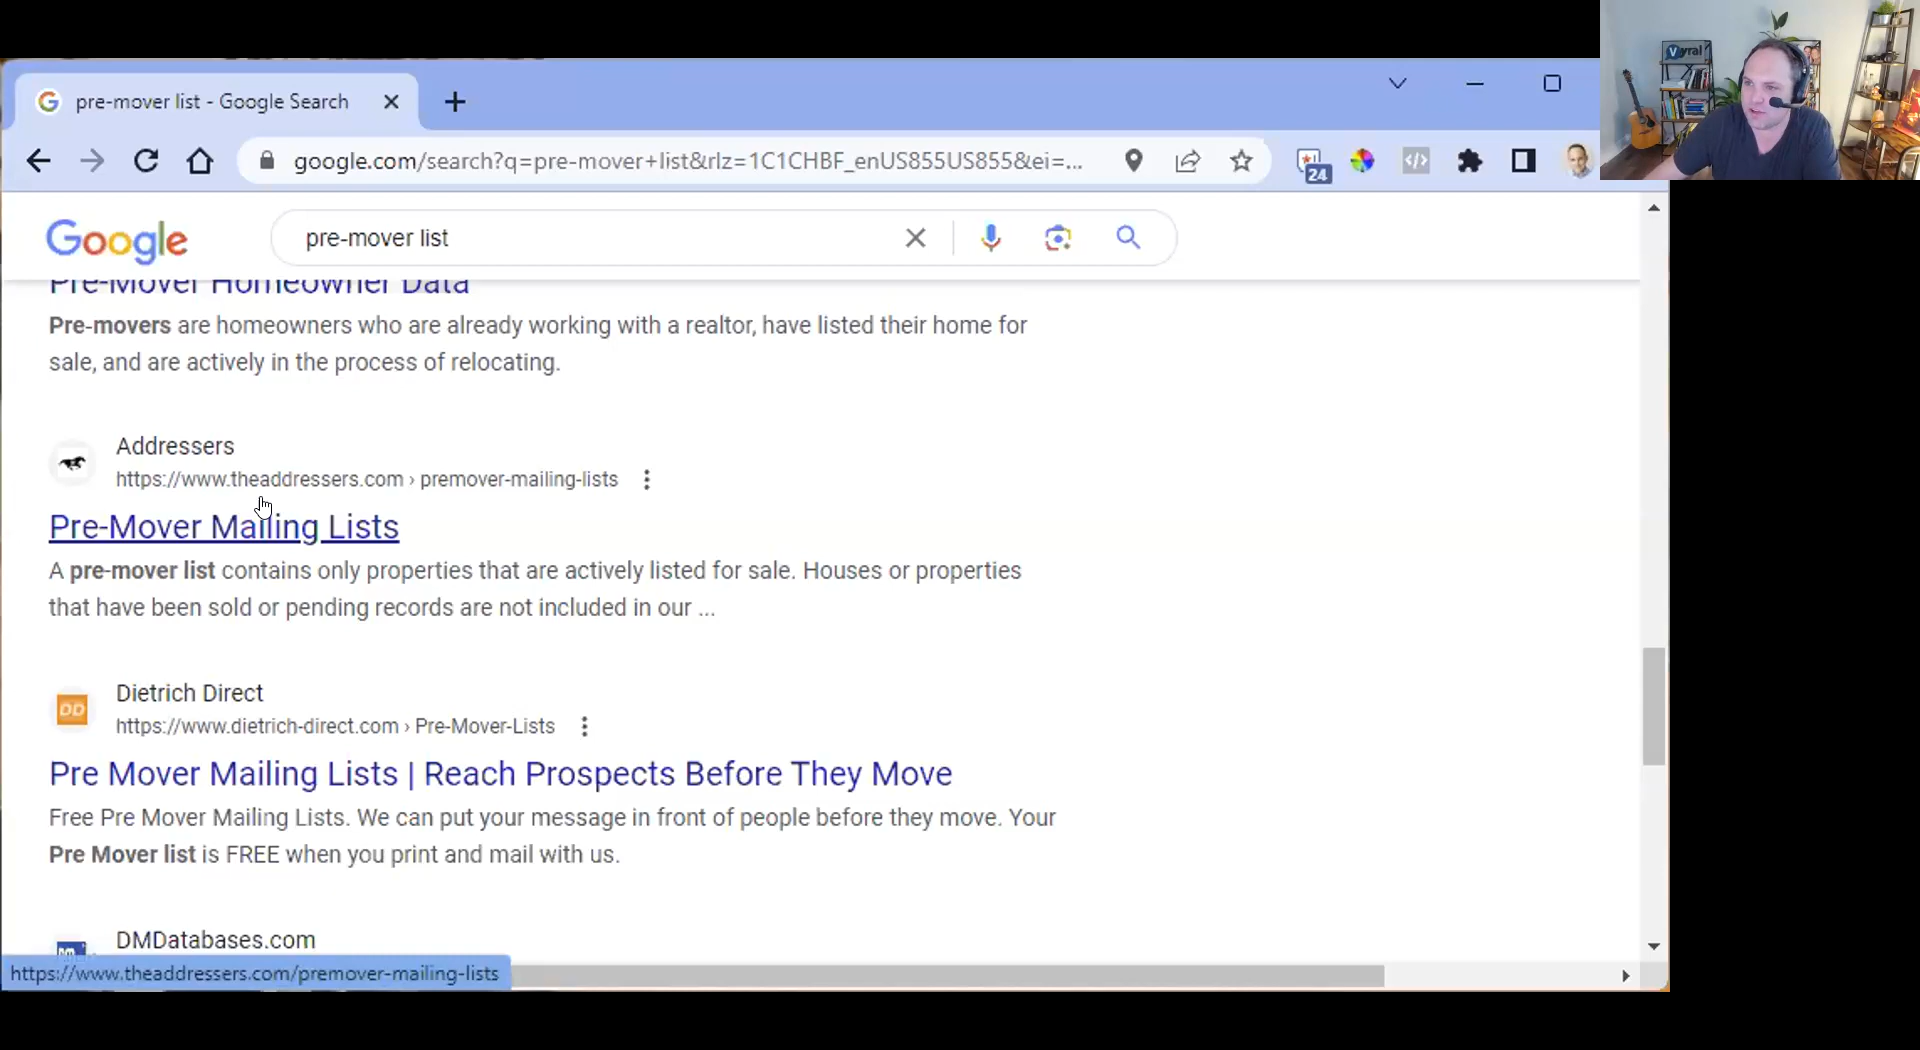 pre-mover list - Google Search
google.com/search?q=pre-mover+list&rlz=1C1CHBF_enUS855US855&ei=...
24
Vyral
Google
pre-mover list
Pre-Mover Homeowner Data
Pre-movers are homeowners who are already working with a realtor, have listed their home for
sale, and are actively in the process of relocating.
Addressers
https://www.theaddressers.com › premover-mailing-lists
Pre-Mover Mailing Lists
A pre-mover list contains only properties that are actively listed for sale. Houses or properties
that have been sold or pending records are not included in our ...
DD
Dietrich Direct
https://www.dietrich-direct.com › Pre-Mover-Lists
Pre Mover Mailing Lists | Reach Prospects Before They Move
Free Pre Mover Mailing Lists. We can put your message in front of people before they move. Your
Pre Mover list is FREE when you print and mail with us.
DMDatabases.com
https://www.theaddressers.com/premover-mailing-lists